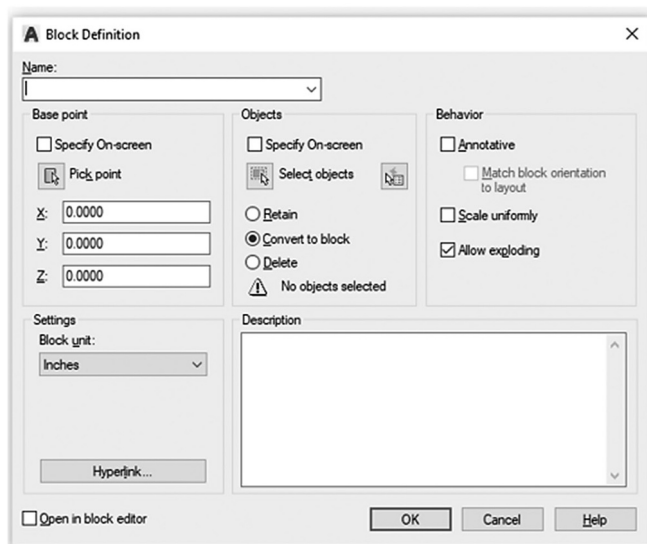 A Block Definition
Name:
Base point
Specify On-screen
Pick point
X: 0.0000
Y: 0.0000
Z: 0.0000
Objects
Specify On-screen
Select objects
Retain
Convert to block
Delete
No objects selected
Behavior
Annotative
Match block orientation
to layout
Scale uniformly
Allow exploding
Settings
Block unit:
Inches
Hyperlink...
Description
Open in block editor
OK Cancel Help